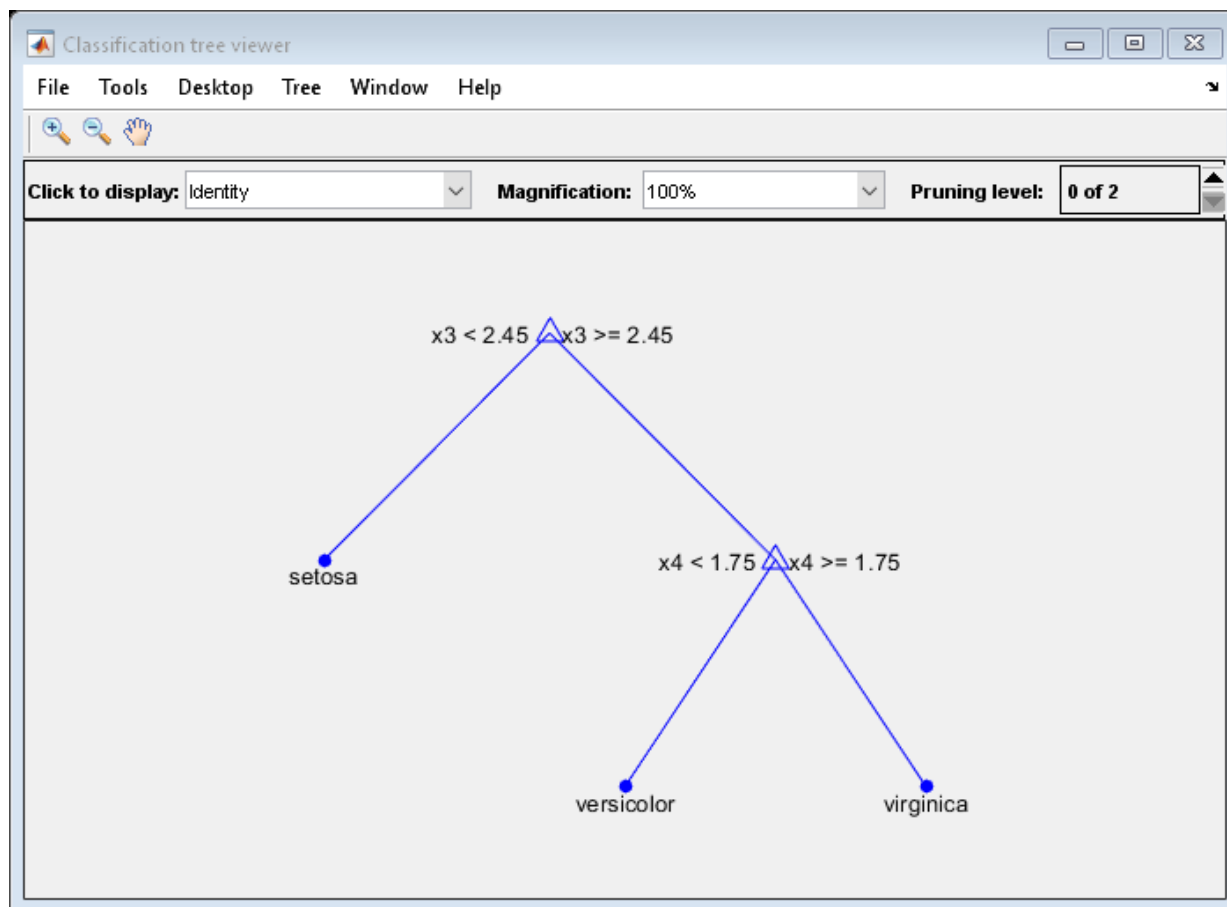 Classification tree viewer
File Tools Desktop Tree Window Help
Click to display: Identity Magnification: 100% Pruning level: 0 of 2
x3 < 2.45 x3 >= 2.45
setosa
x4 < 1.75 x4 >= 1.75
versicolor
virginica